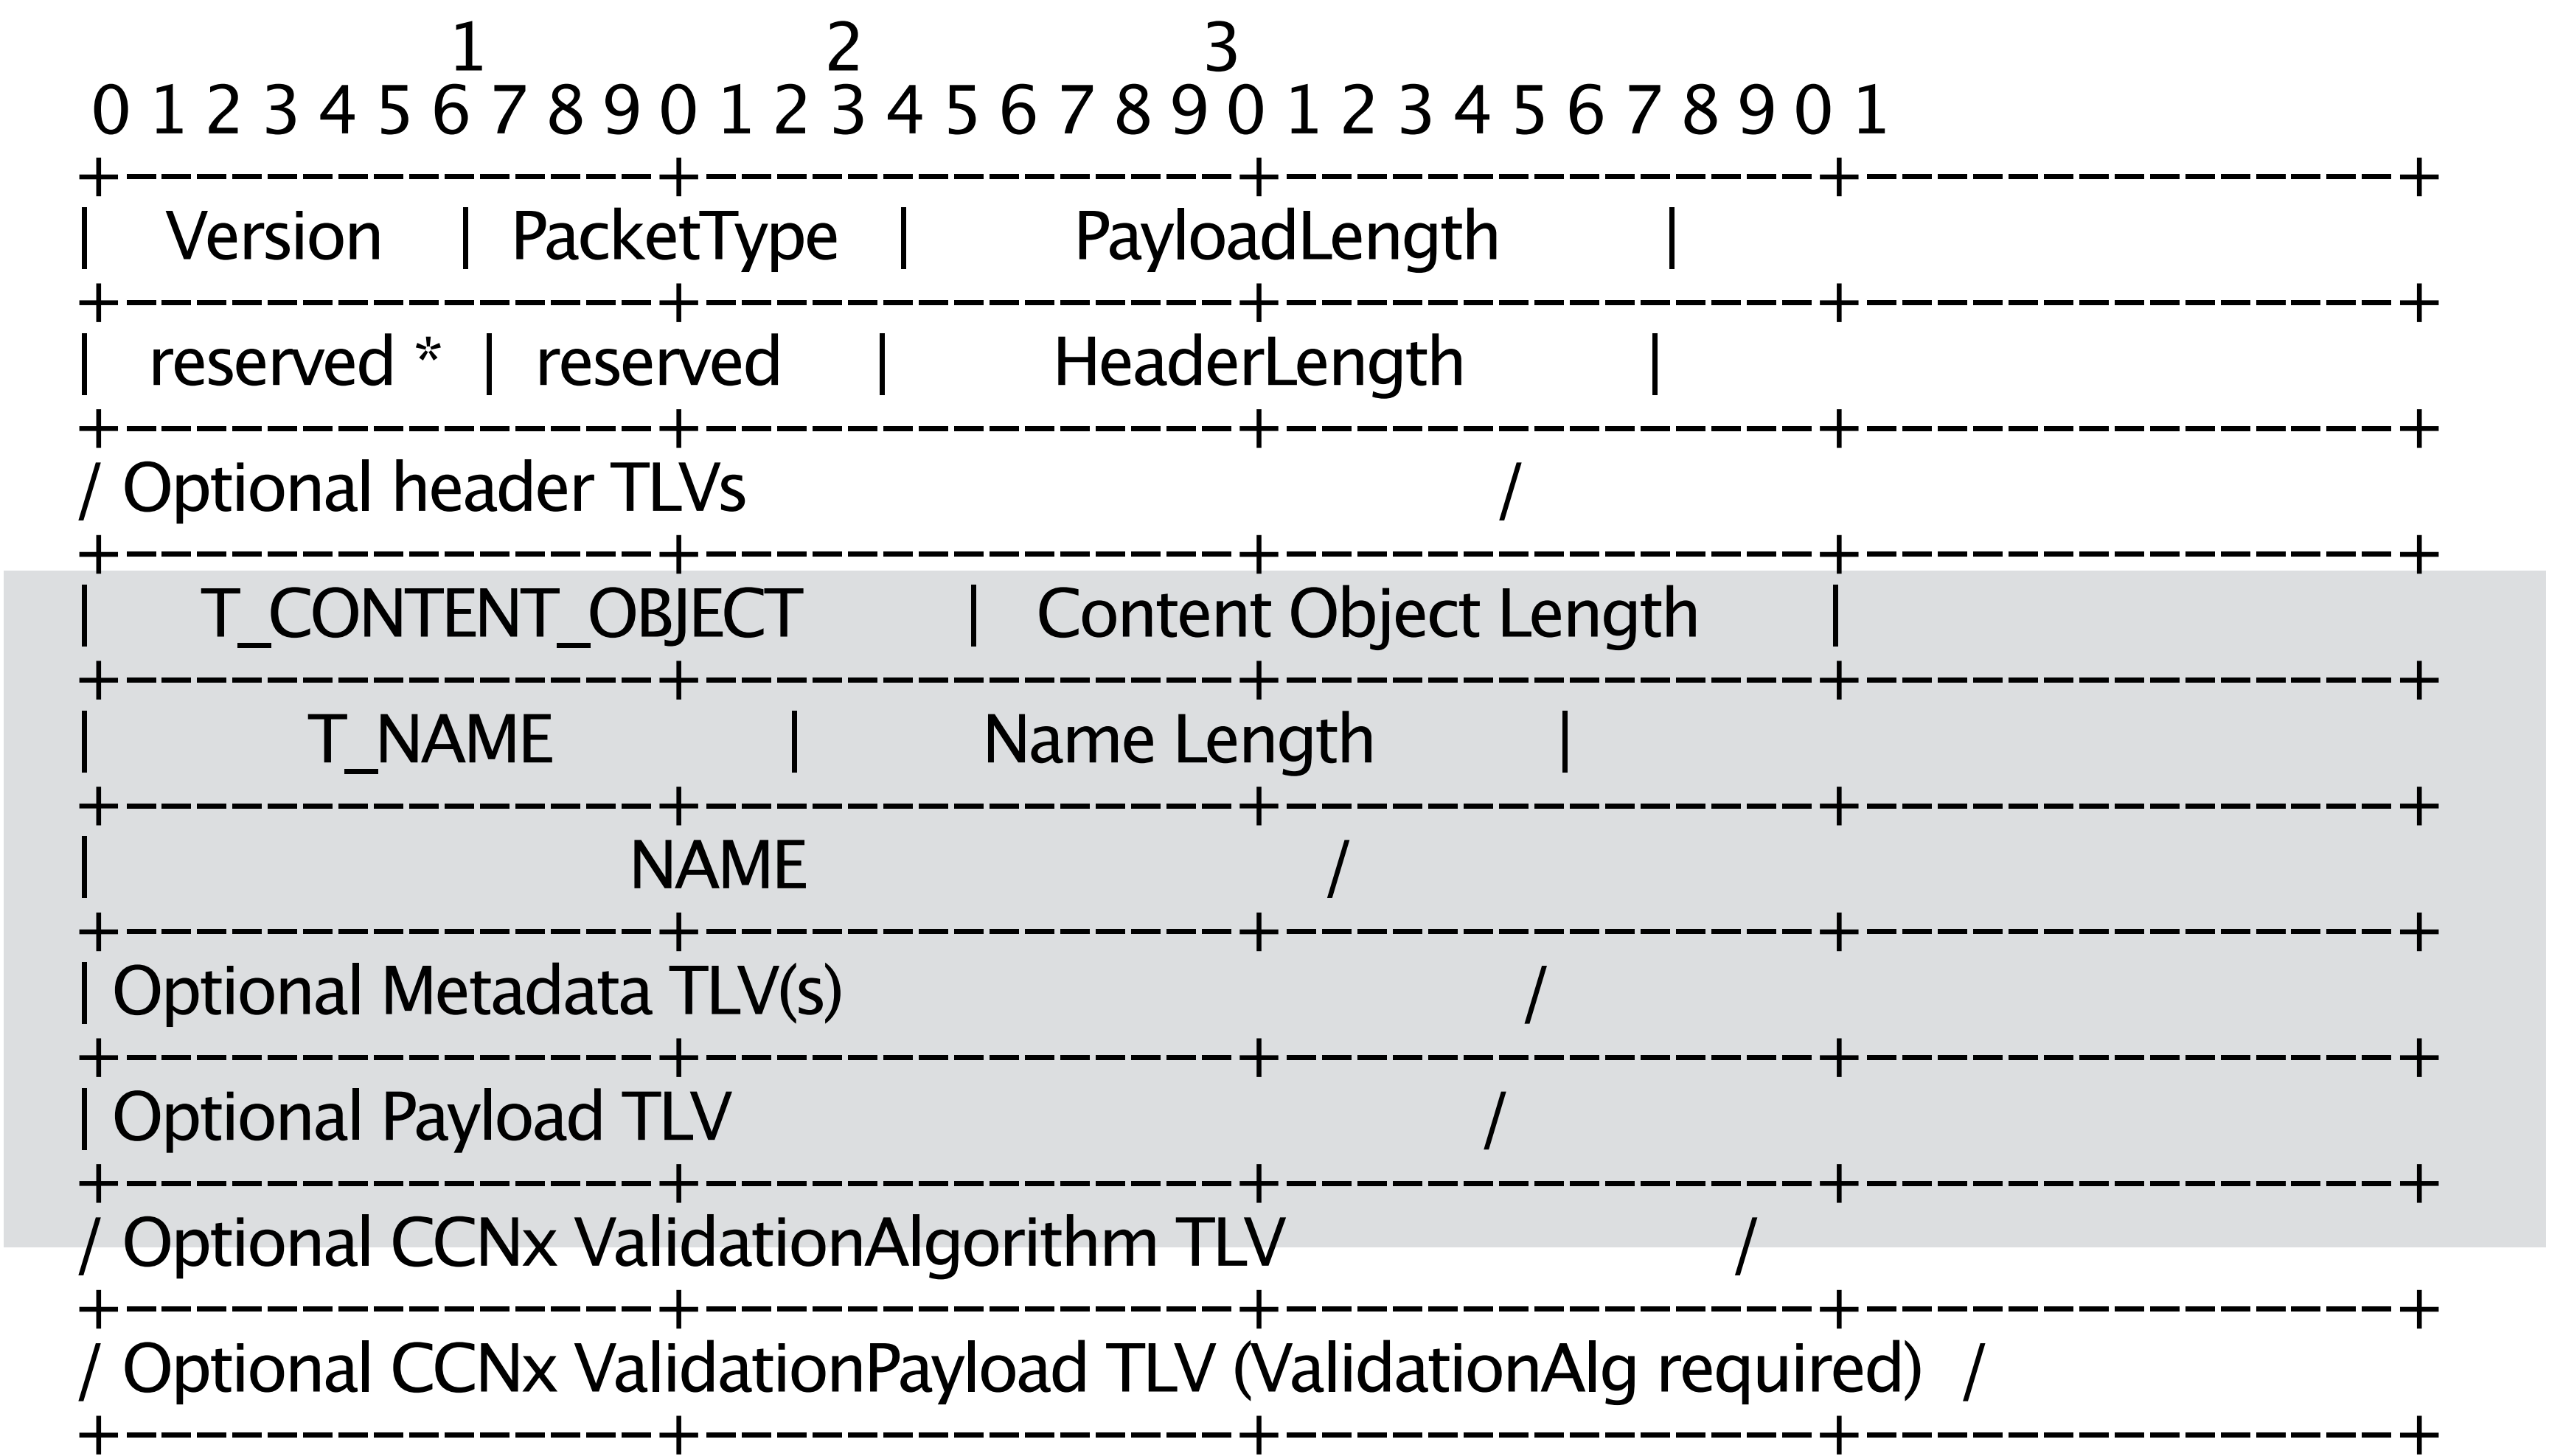 1 2 3
0 1 2 3 4 5 6 7 8 9 0 1 2 3 4 5 6 7 8 9 0 1 2 3 4 5 6 7 8 9 0 1
+---------------+---------------+---------------+---------------+
| Version | PacketType | PayloadLength |
+---------------+---------------+---------------+---------------+
| reserved * | reserved | HeaderLength |
+---------------+---------------+---------------+---------------+
/ Optional header TLVs /
+---------------+---------------+---------------+---------------+
| T_CONTENT_OBJECT | Content Object Length |
+---------------+---------------+---------------+---------------+
| T_NAME | Name Length |
+---------------+---------------+---------------+---------------+
| NAME /
+---------------+---------------+---------------+---------------+
| Optional Metadata TLV(s) /
+---------------+---------------+---------------+---------------+
| Optional Payload TLV /
+---------------+---------------+---------------+---------------+
/ Optional CCNx ValidationAlgorithm TLV /
+---------------+---------------+---------------+---------------+
/ Optional CCNx ValidationPayload TLV (ValidationAlg required) /
+---------------+---------------+---------------+---------------+